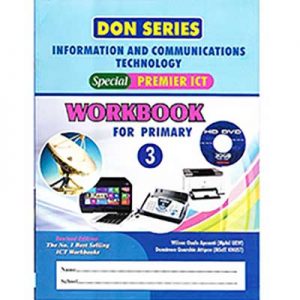 DON SERIES
INFORMATION AND COMMUNICATIONS
TECHNOLOGY
Special PREMIER ICT
WORKBOOK
FOR PRIMARY
3
HD DVD
Revised Edition
The No. 1 Best Selling
ICT Workbooks
Name:
School: